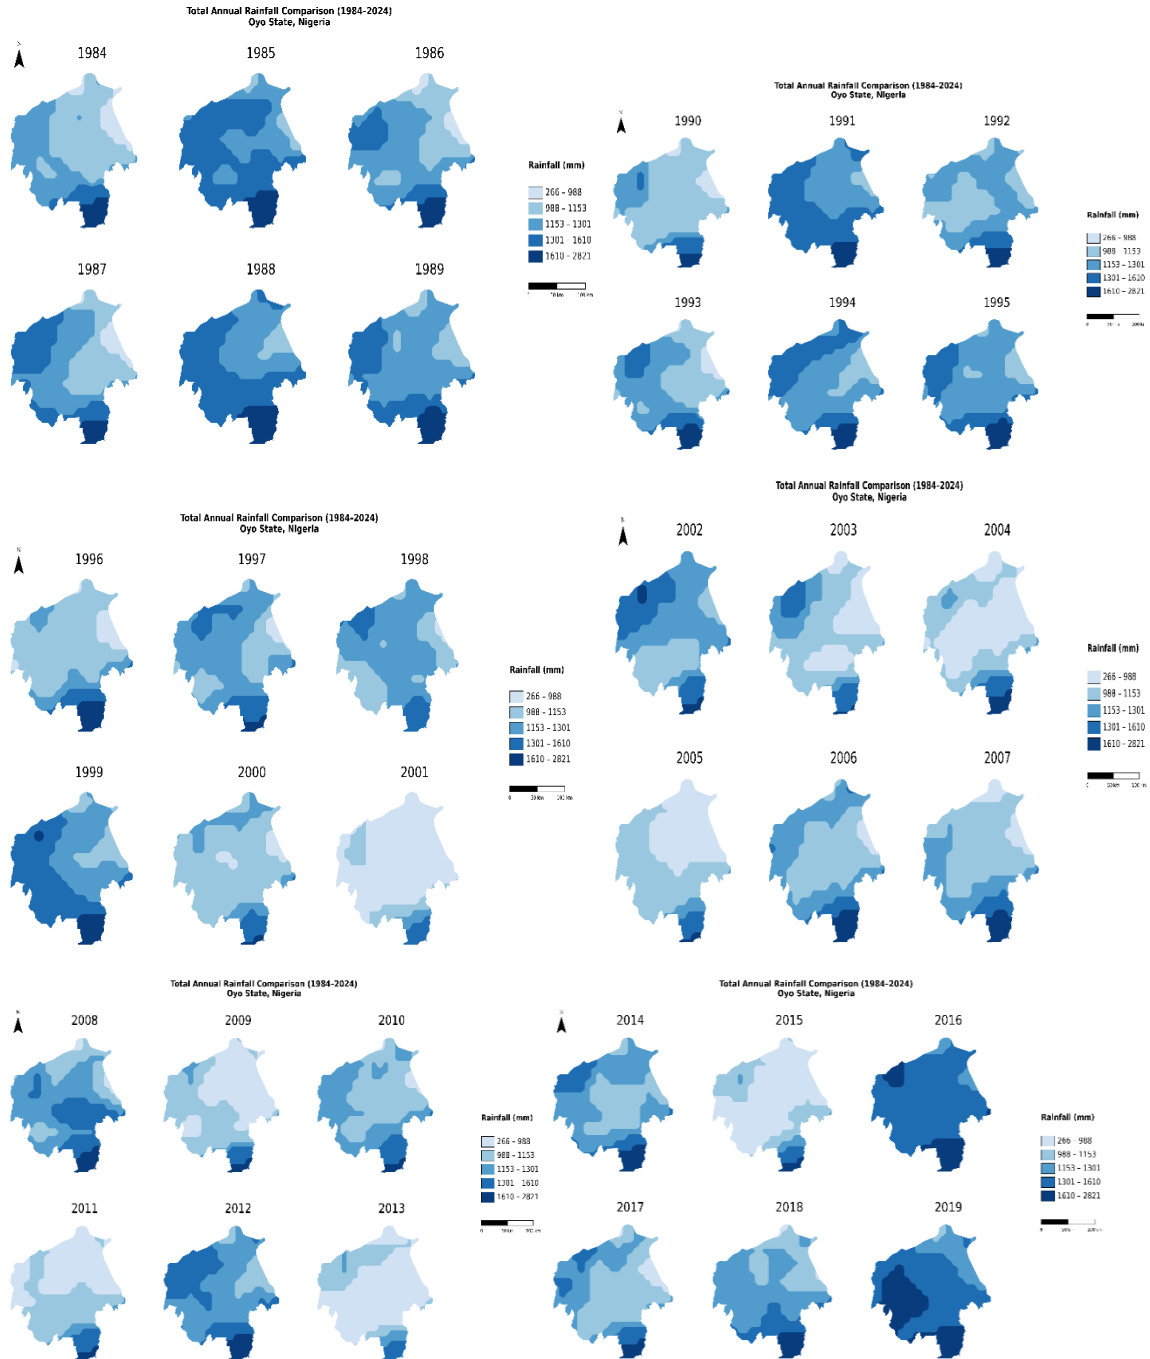 Total Annual Rainfall Comparison (1984–2024)
Oyo State, Nigeria
N
1984
1985
1986
Rainfall (mm)
266 – 988
988 – 1153
1153 – 1301
1301 – 1610
1610 – 2821
1987
1988
1989
Total Annual Rainfall Comparison (1984–2024)
Oyo State, Nigeria
N
1990
1991
1992
Rainfall (mm)
266 – 988
988 – 1153
1153 – 1301
1301 – 1610
1610 – 2821
1993
1994
1995
Total Annual Rainfall Comparison (1984–2024)
Oyo State, Nigeria
N
1996
1997
1998
Rainfall (mm)
266 – 988
988 – 1153
1153 – 1301
1301 – 1610
1610 – 2821
0
1999
2000
2001
Total Annual Rainfall Comparison (1984–2024)
Oyo State, Nigeria
N
2002
2003
2004
Rainfall (mm)
266 – 988
988 – 1153
1153 – 1301
1301 – 1610
1610 – 2821
0
2005
2006
2007
Total Annual Rainfall Comparison (1984–2024)
Oyo State, Nigeria
N
2008
2009
2010
Rainfall (mm)
266 – 988
988 – 1153
1153 – 1301
1301 – 1610
1610 – 2821
2011
2012
2013
Total Annual Rainfall Comparison (1984–2024)
Oyo State, Nigeria
N
2014
2015
2016
Rainfall (mm)
266 – 988
988 – 1153
1153 – 1301
1301 – 1610
1610 – 2821
2017
2018
2019